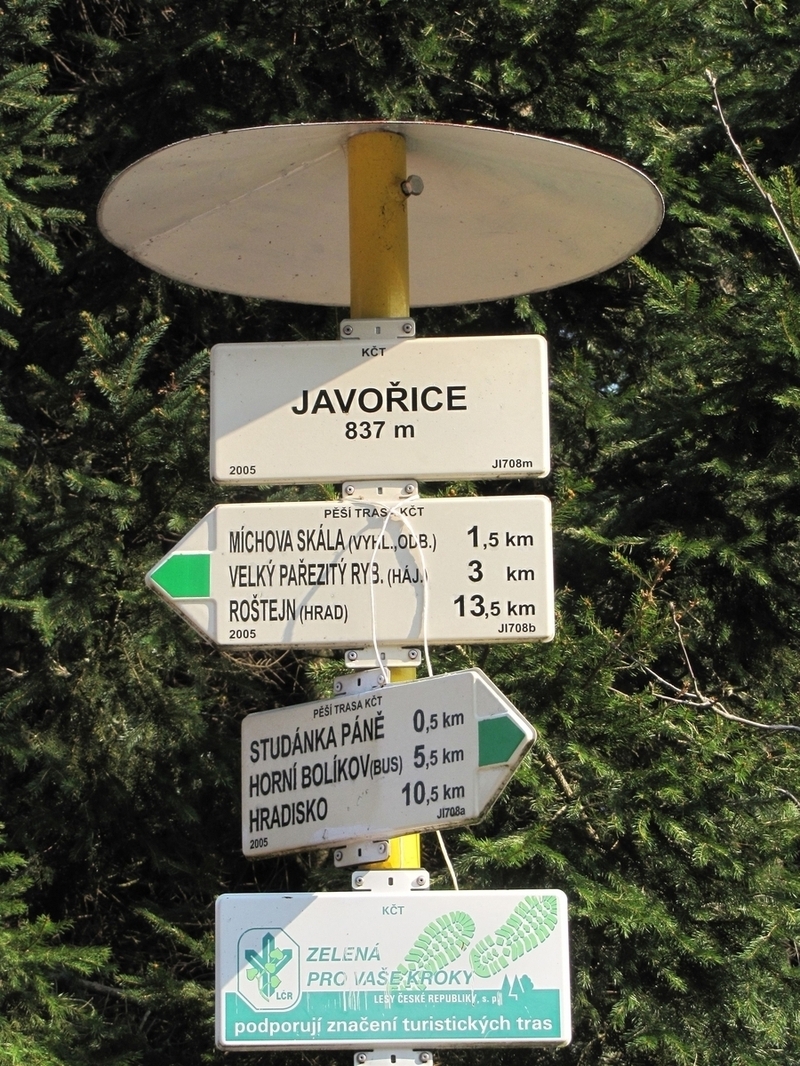 KČT
JAVOŘICE
837 m
2005 JI708m
PĚŠÍ TRASA KČT
MÍCHOVA SKÁLA (VYHL.,ODB.) 1,5 km
VELKÝ PAŘEZITÝ RYB. (HÁJ.) 3 km
ROŠTEJN (HRAD) 13,5 km
2005 JI708b
PĚŠÍ TRASA KČT
STUDÁNKA PÁNĚ 0,5 km
HORNÍ BOLÍKOV (BUS) 5,5 km
HRADISKO 10,5 km
2005 JI708a
KČT
ZELENÁ
PRO VAŠE KROKY
LČR
LESY ČESKÉ REPUBLIKY, s. p.
podporují značení turistických tras